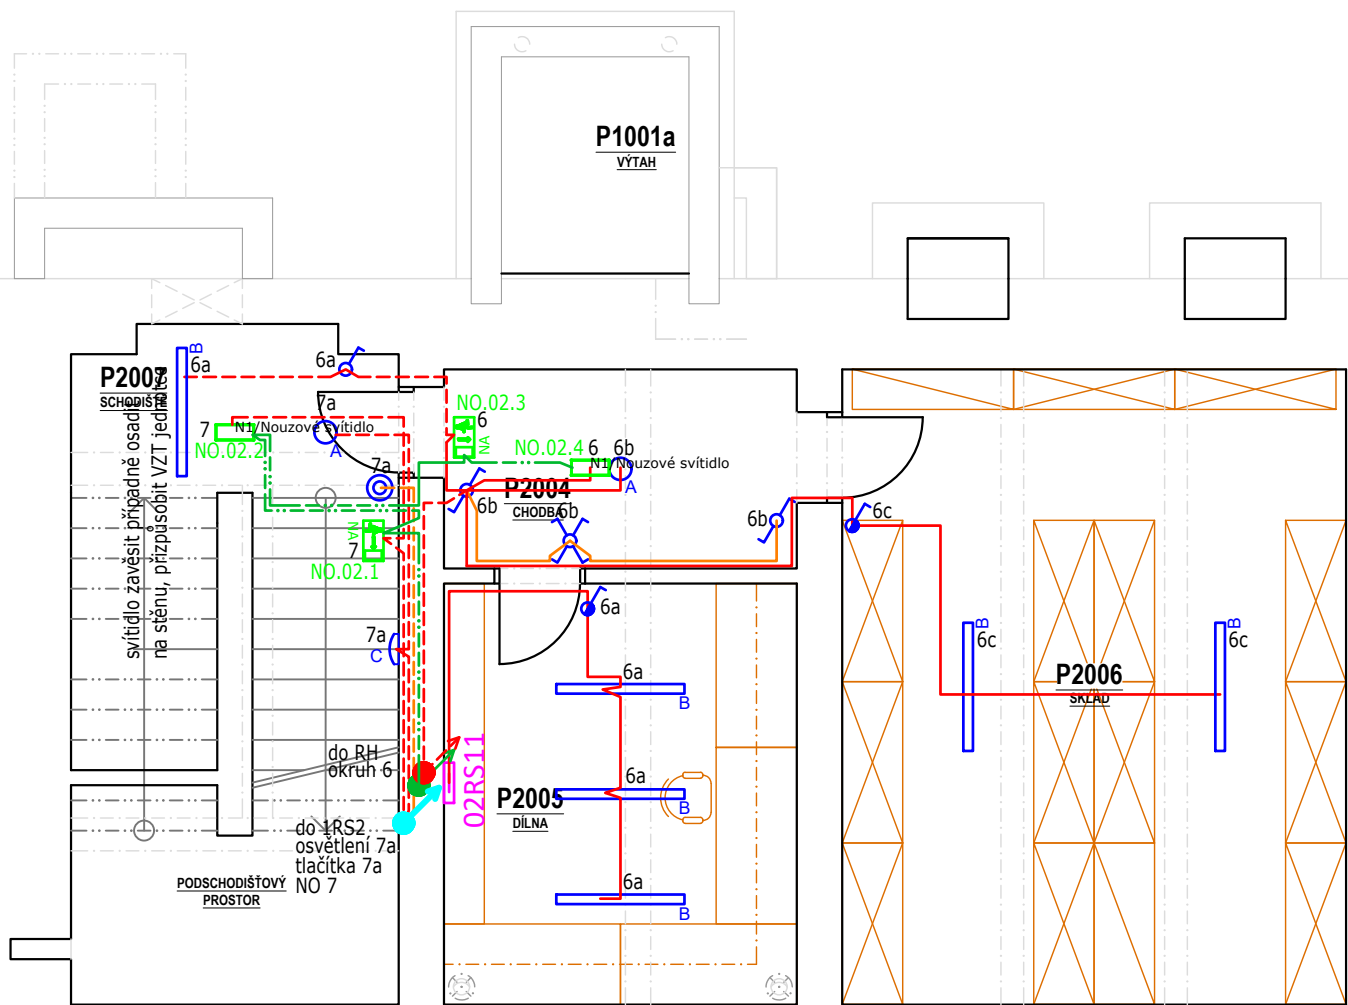 P1001a
VÝTAH
B
6a
6a
P2001
SCHODIŠTĚ
7a
NO.02.3
6
NA
7
N1/Nouzové svítidlo
NO.02.2
A
NO.02.4
6
6b
N1/Nouzové svítidlo
A
7a
P2004
CHODBA
6b
6b
6b
6c
NA
7
NO.02.1
svítidlo zavěsit případně osadit
na stěnu, přizpůsobit VZT jednotce
6a
7a
C
6a
B
B
6c
B
6c
P2006
SKLAD
do RH
okruh 6
02RS11
6a
B
P2005
DÍLNA
do 1RS2
osvětlení 7a
tlačítka 7a
NO 7
6a
B
PODSCHODIŠŤOVÝ
PROSTOR